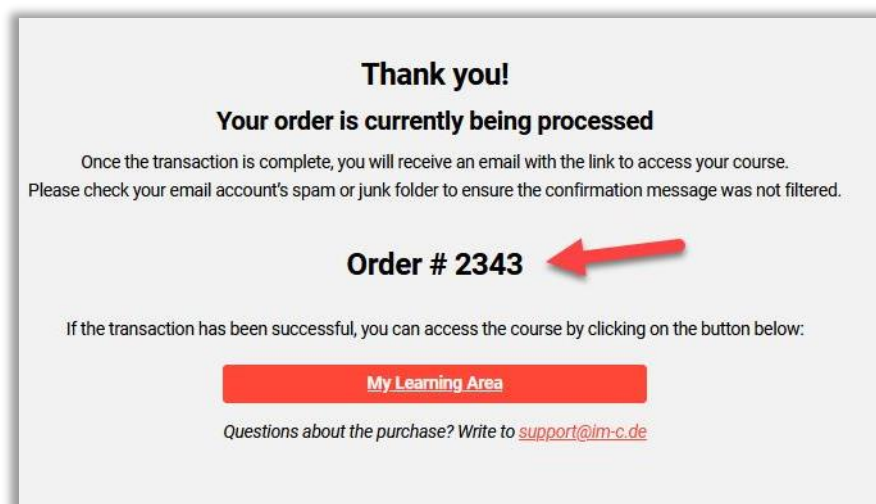 Thank you!
Your order is currently being processed
Once the transaction is complete, you will receive an email with the link to access your course.
Please check your email account's spam or junk folder to ensure the confirmation message was not filtered.
Order # 2343
If the transaction has been successful, you can access the course by clicking on the button below:
My Learning Area
Questions about the purchase? Write to support@im-c.de